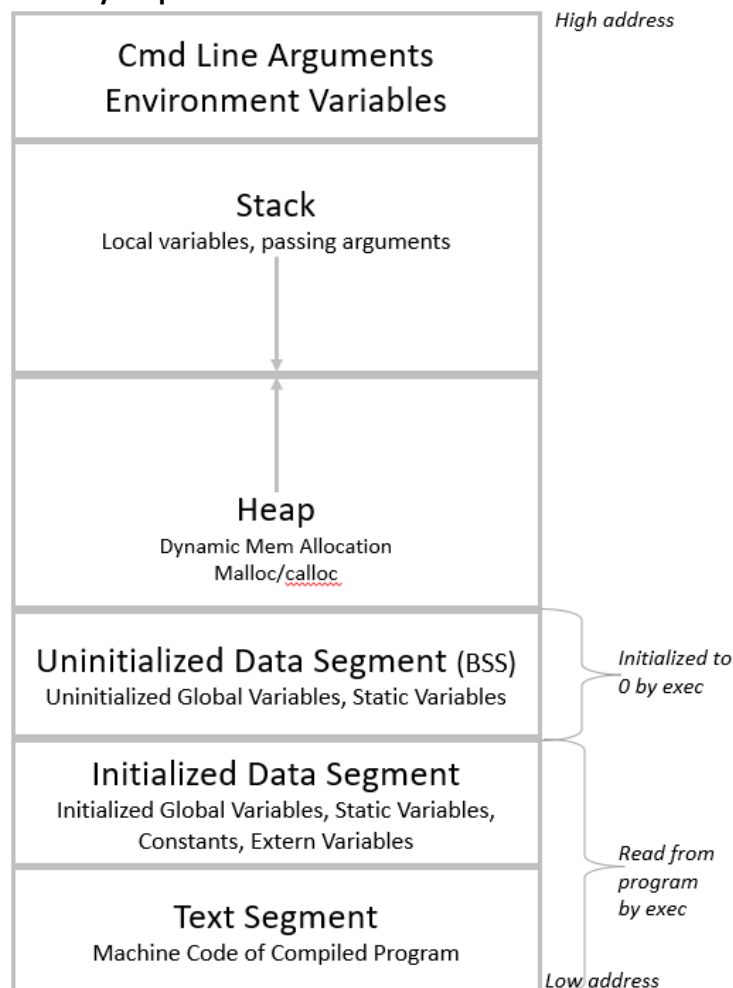 High address
Cmd Line Arguments
Environment Variables
Stack
Local variables, passing arguments
Heap
Dynamic Mem Allocation
Malloc/calloc
Uninitialized Data Segment (BSS)
Uninitialized Global Variables, Static Variables
Initialized to
0 by exec
Initialized Data Segment
Initialized Global Variables, Static Variables,
Constants, Extern Variables
Read from
program
by exec
Text Segment
Machine Code of Compiled Program
Low address